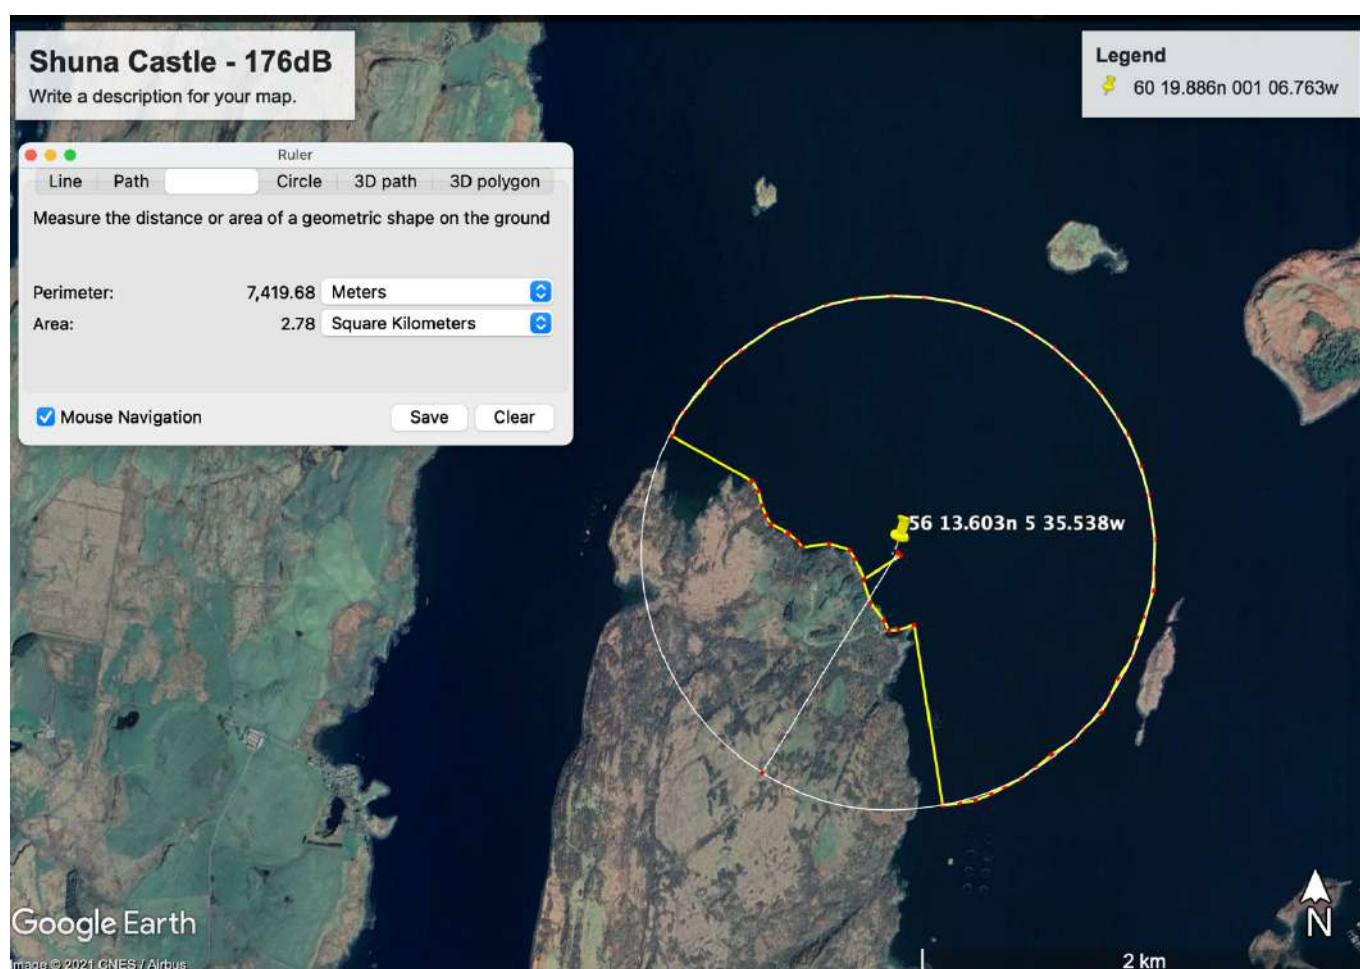 Shuna Castle - 176dB
Write a description for your map.
Legend
60 19.886n 001 06.763w
Ruler
Line Path Circle 3D path 3D polygon
Measure the distance or area of a geometric shape on the ground
Perimeter: 7,419.68 Meters
Area: 2.78 Square Kilometers
Mouse Navigation Save Clear
56 13.603n 5 35.538w
Google Earth
N
Image © 2021 CNES / Airbus
2 km